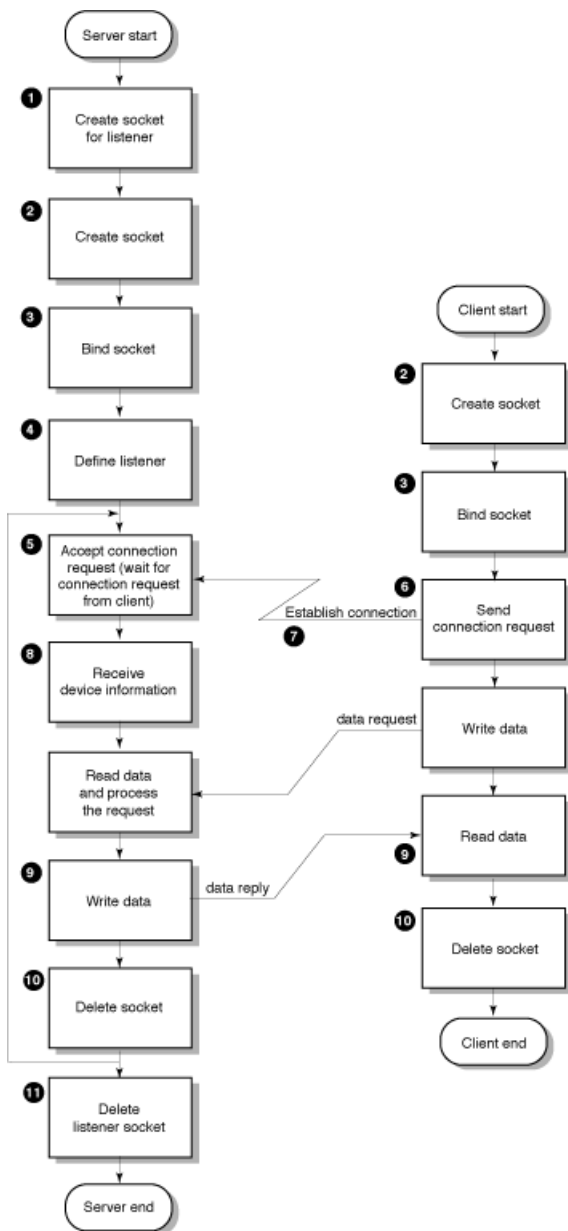 Server start
1
Create socket
for listener
2
Create socket
3
Bind socket
4
Define listener
5
Accept connection
request (wait for
connection request
from client)
8
Receive
device information
Read data
and process
the request
9
Write data
10
Delete socket
11
Delete
listener socket
Server end
Establish connection
7
data request
data reply
Client start
2
Create socket
3
Bind socket
6
Send
connection request
Write data
Read data
9
10
Delete socket
Client end